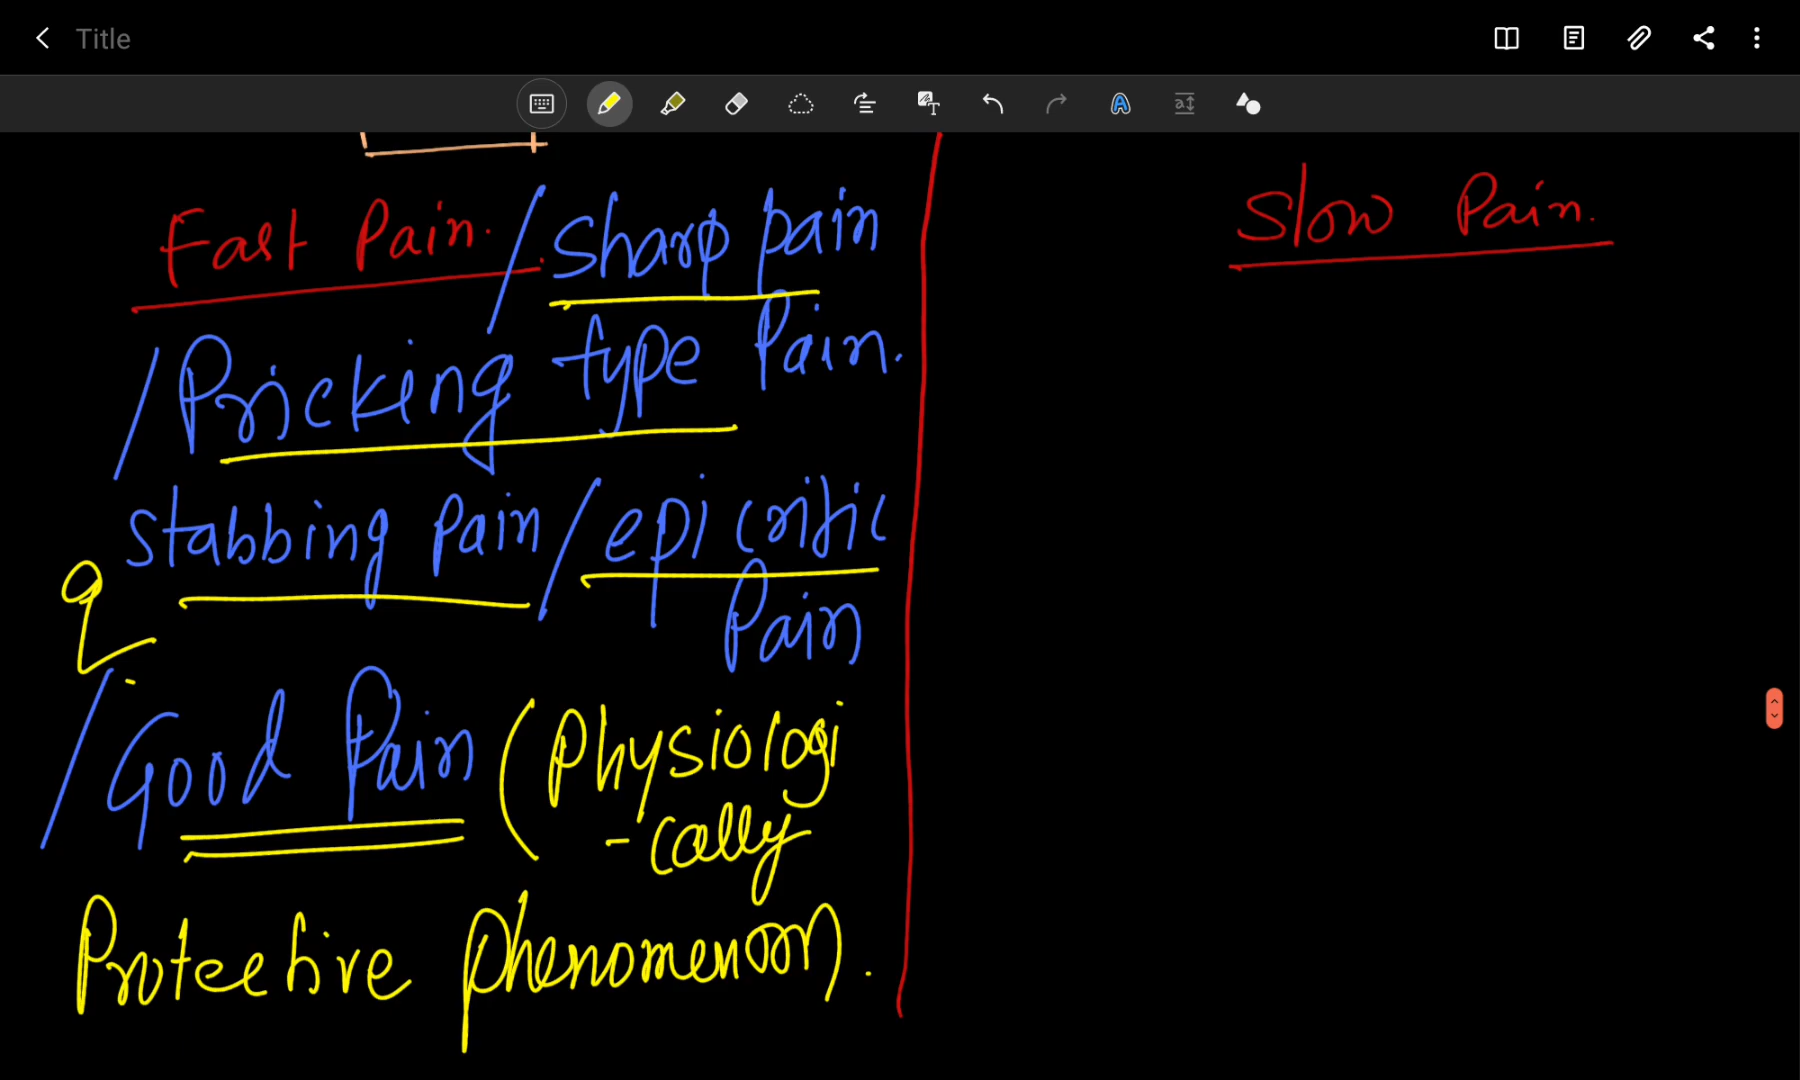 Title
Fast Pain. / Sharp pain
/ Pricking type Pain.
Stabbing Pain / epicritic
Pain
/ Good Pain (Physiologi
-cally
Protective phenomenon.
Slow Pain.